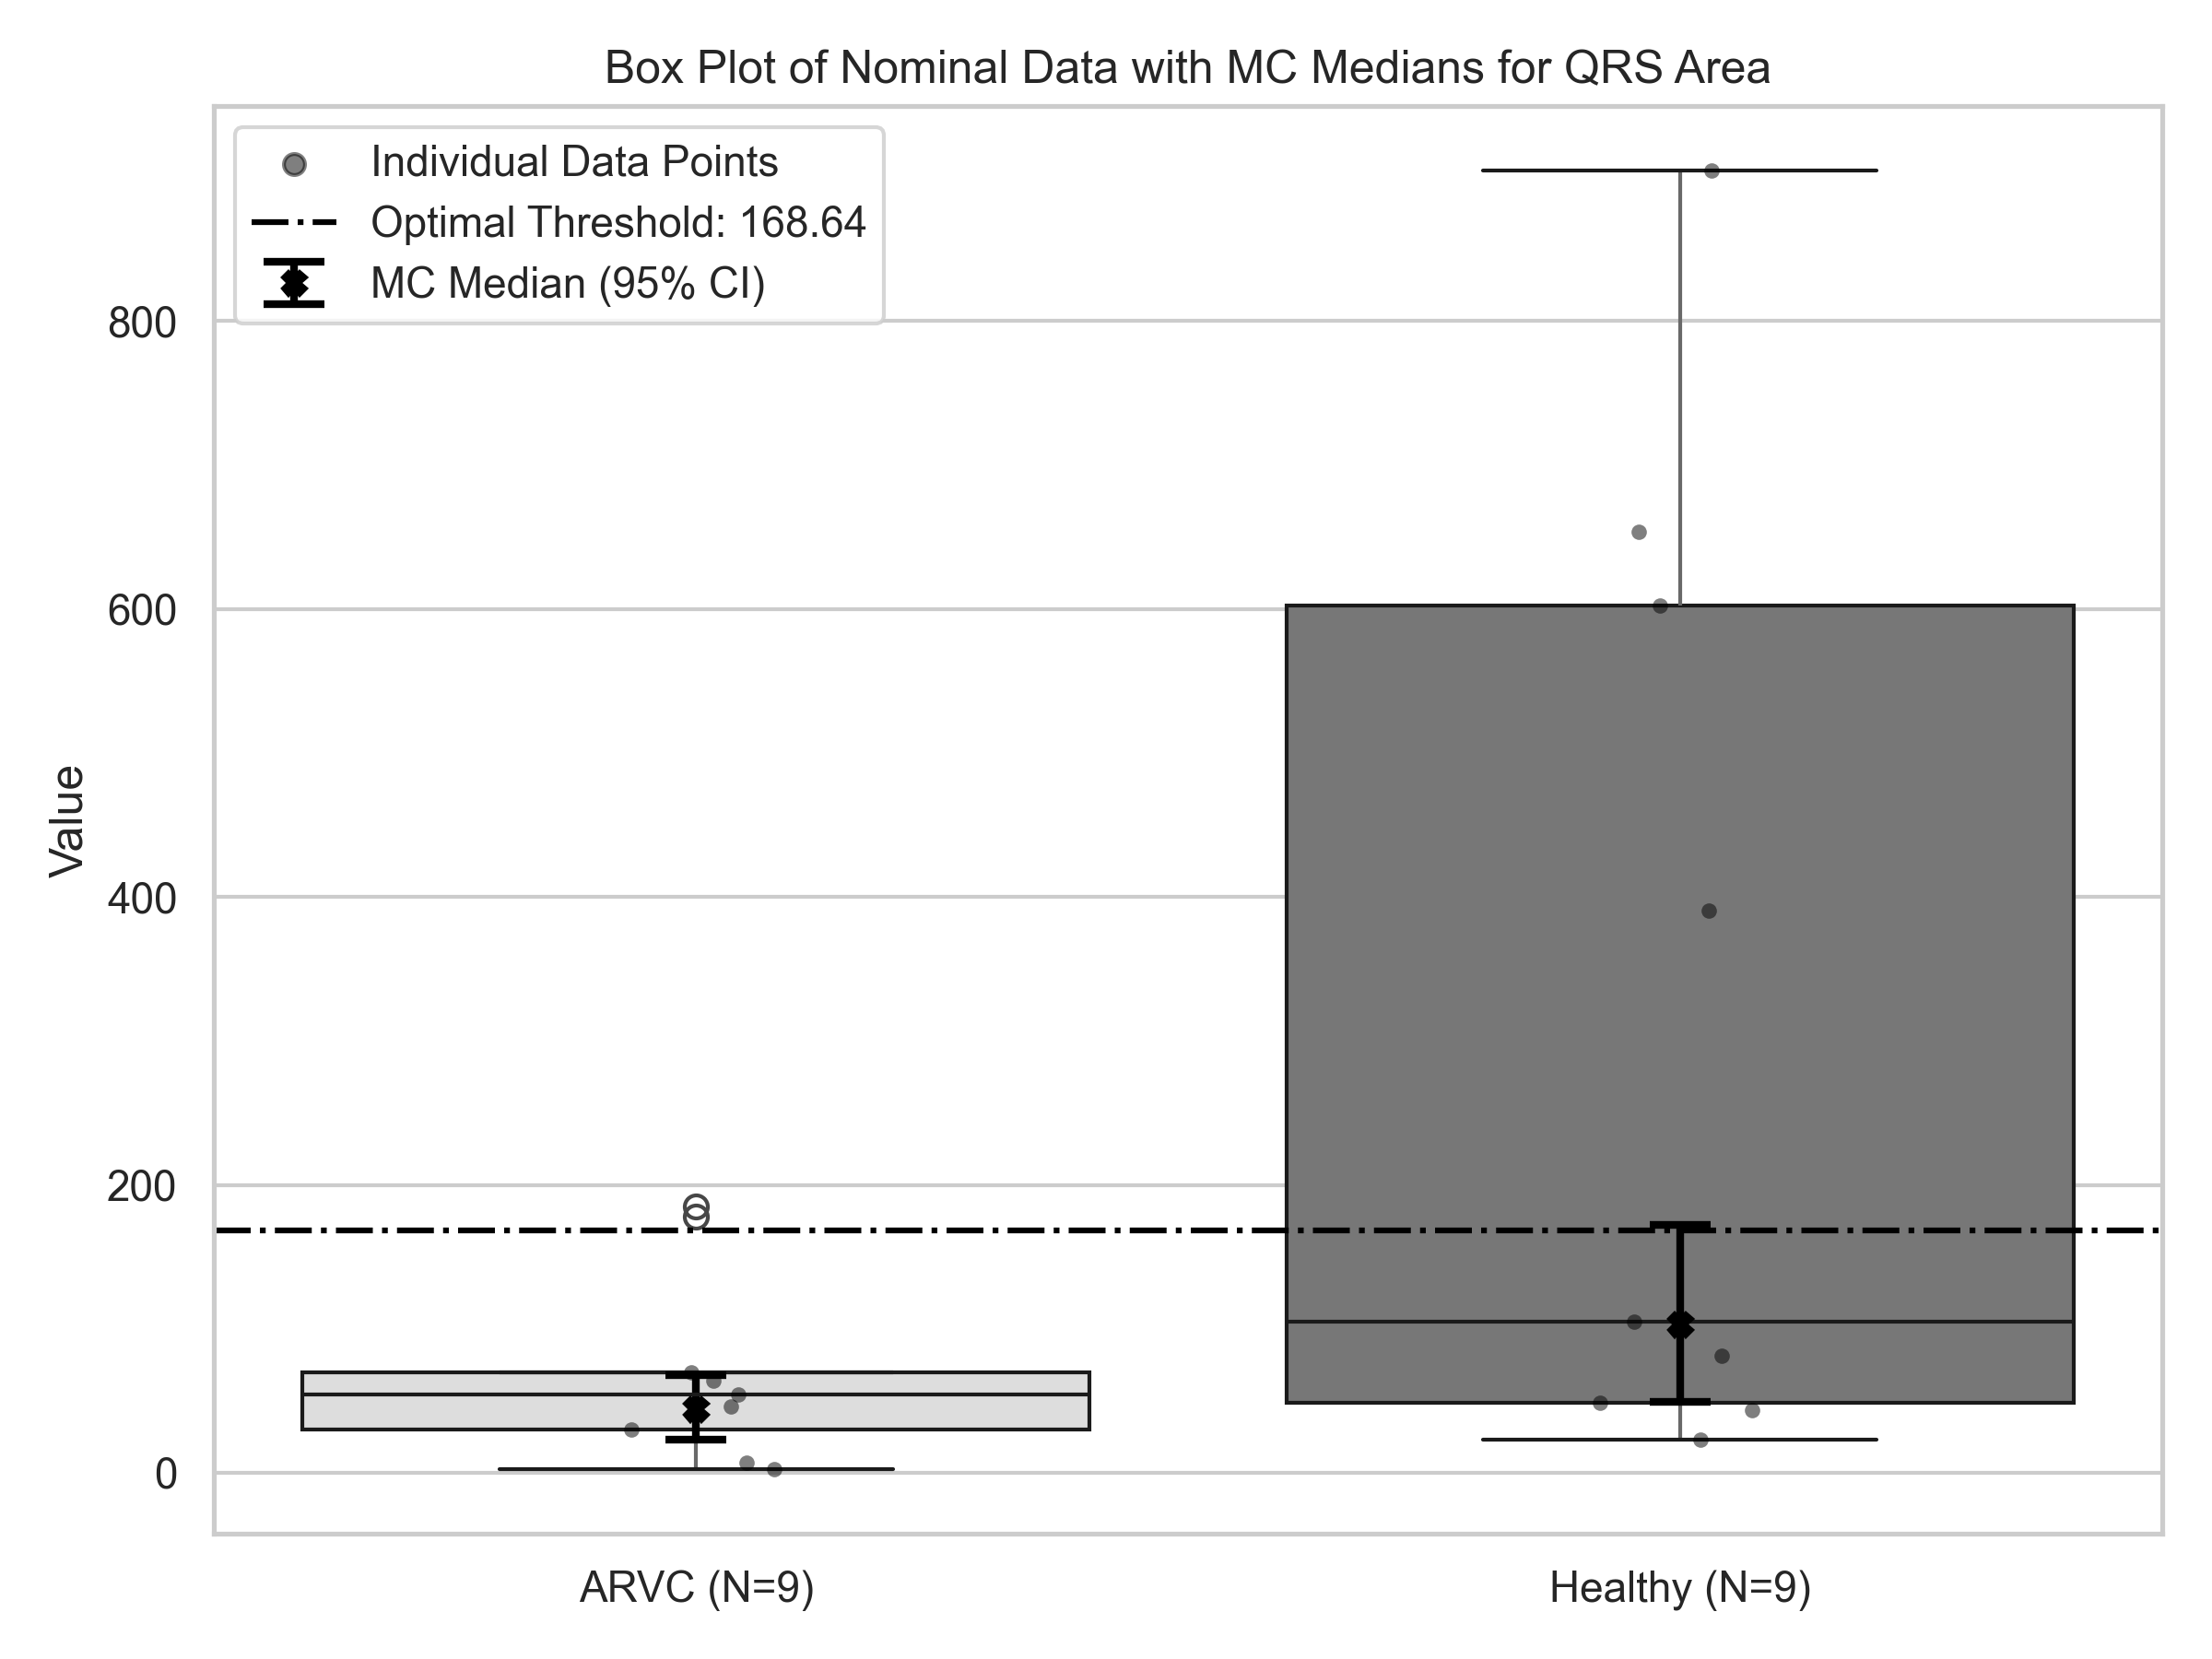 Box Plot of Nominal Data with MC Medians for QRS Area
Individual Data Points
Optimal Threshold: 168.64
MC Median (95% CI)
800
600
400
200
0
Value
ARVC (N=9)
Healthy (N=9)